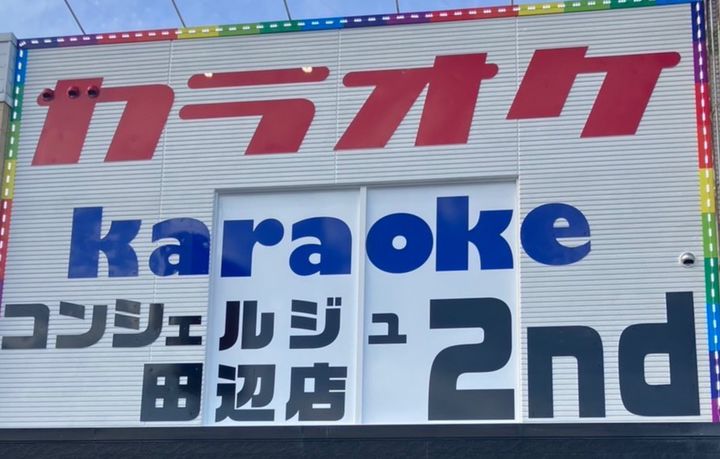 カラオケ
karaoke
コンシェルジュ
田辺店 2nd